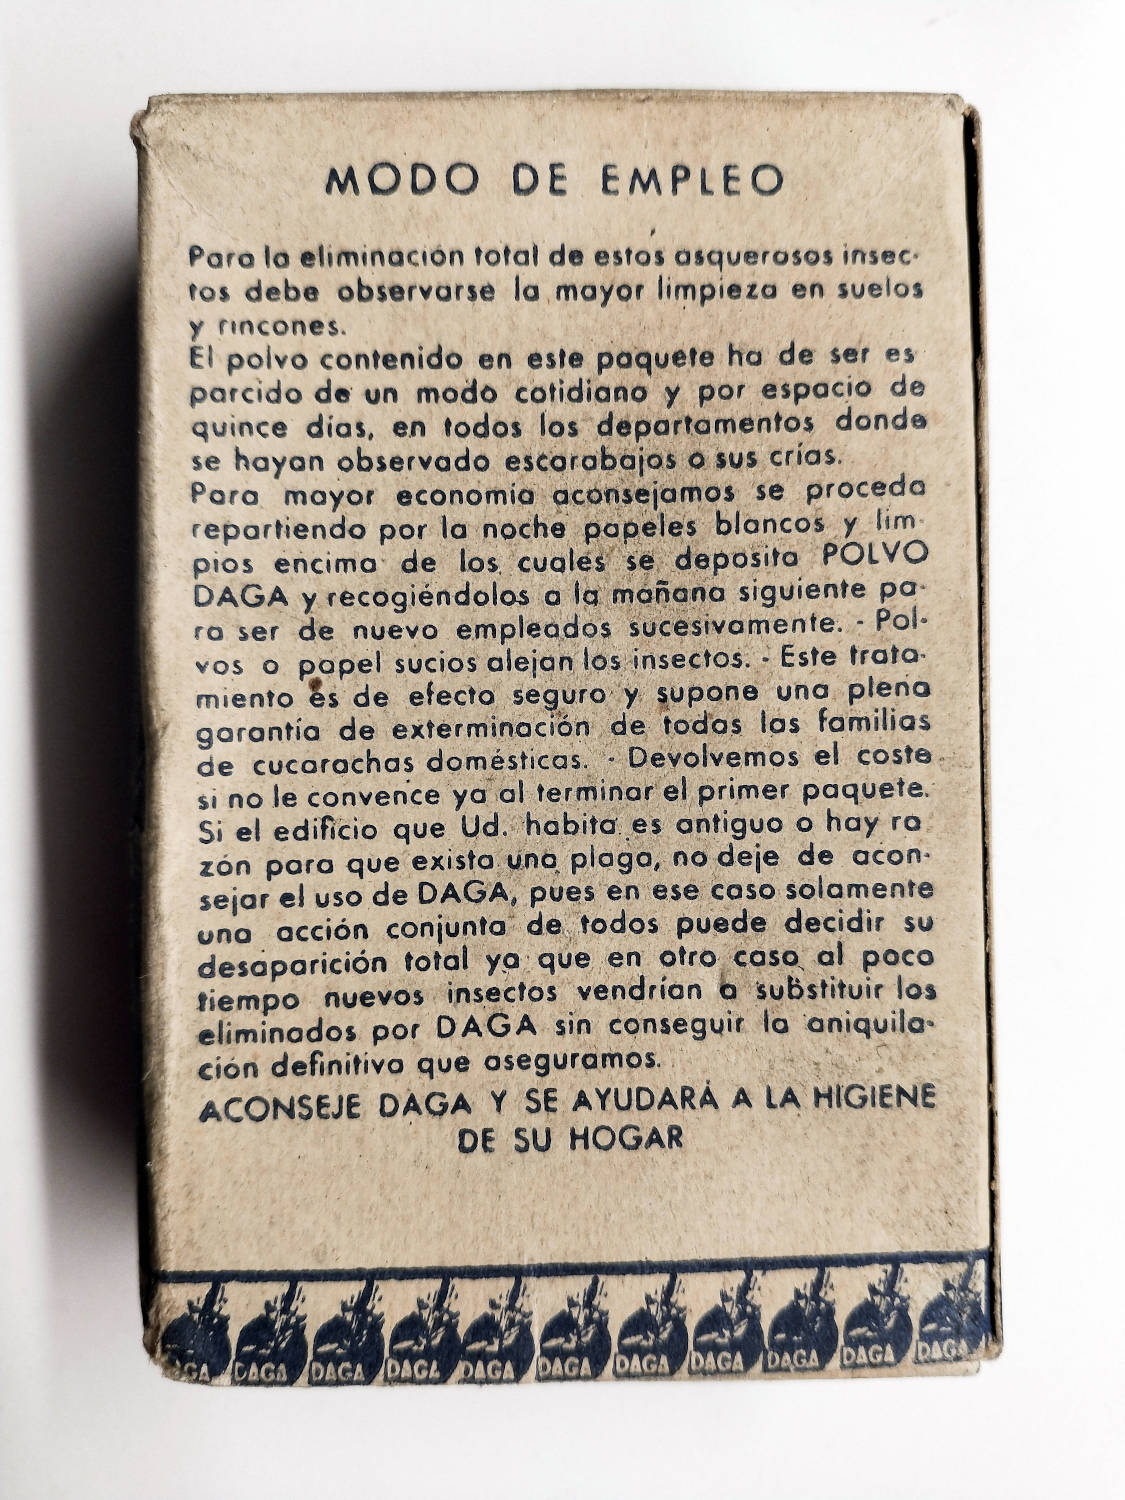 MODO DE EMPLEO
Para la eliminación total de estos asquerosos insec-
tos debe observarse la mayor limpieza en suelos
y rincones.
El polvo contenido en este paquete ha de ser es
parcido de un modo cotidiano y por espacio de
quince días, en todos los departamentos donde
se hayan observado escarabajos o sus crías.
Para mayor economía aconsejamos se proceda
repartiendo por la noche papeles blancos y lim-
pios encima de los cuales se deposita POLVO
DAGA y recogiéndolos a la mañana siguiente pa-
ra ser de nuevo empleados sucesivamente. - Pol-
vos o papel sucios alejan los insectos. - Este trata-
miento es de efecto seguro y supone una plena
garantía de exterminación de todas las familias
de cucarachas domésticas. - Devolvemos el coste
si no le convence ya al terminar el primer paquete.
Si el edificio que Ud. habita es antiguo o hay ra
zón para que exista una plaga, no deje de acon-
sejar el uso de DAGA, pues en ese caso solamente
una acción conjunta de todos puede decidir su
desaparición total ya que en otro caso al poco
tiempo nuevos insectos vendrían a substituir los
eliminados por DAGA sin conseguir la aniquila-
ción definitiva que aseguramos.
ACONSEJE DAGA Y SE AYUDARÁ A LA HIGIENE
DE SU HOGAR
DAGA DAGA DAGA DAGA DAGA DAGA DAGA DAGA DAGA DAGA DAGA